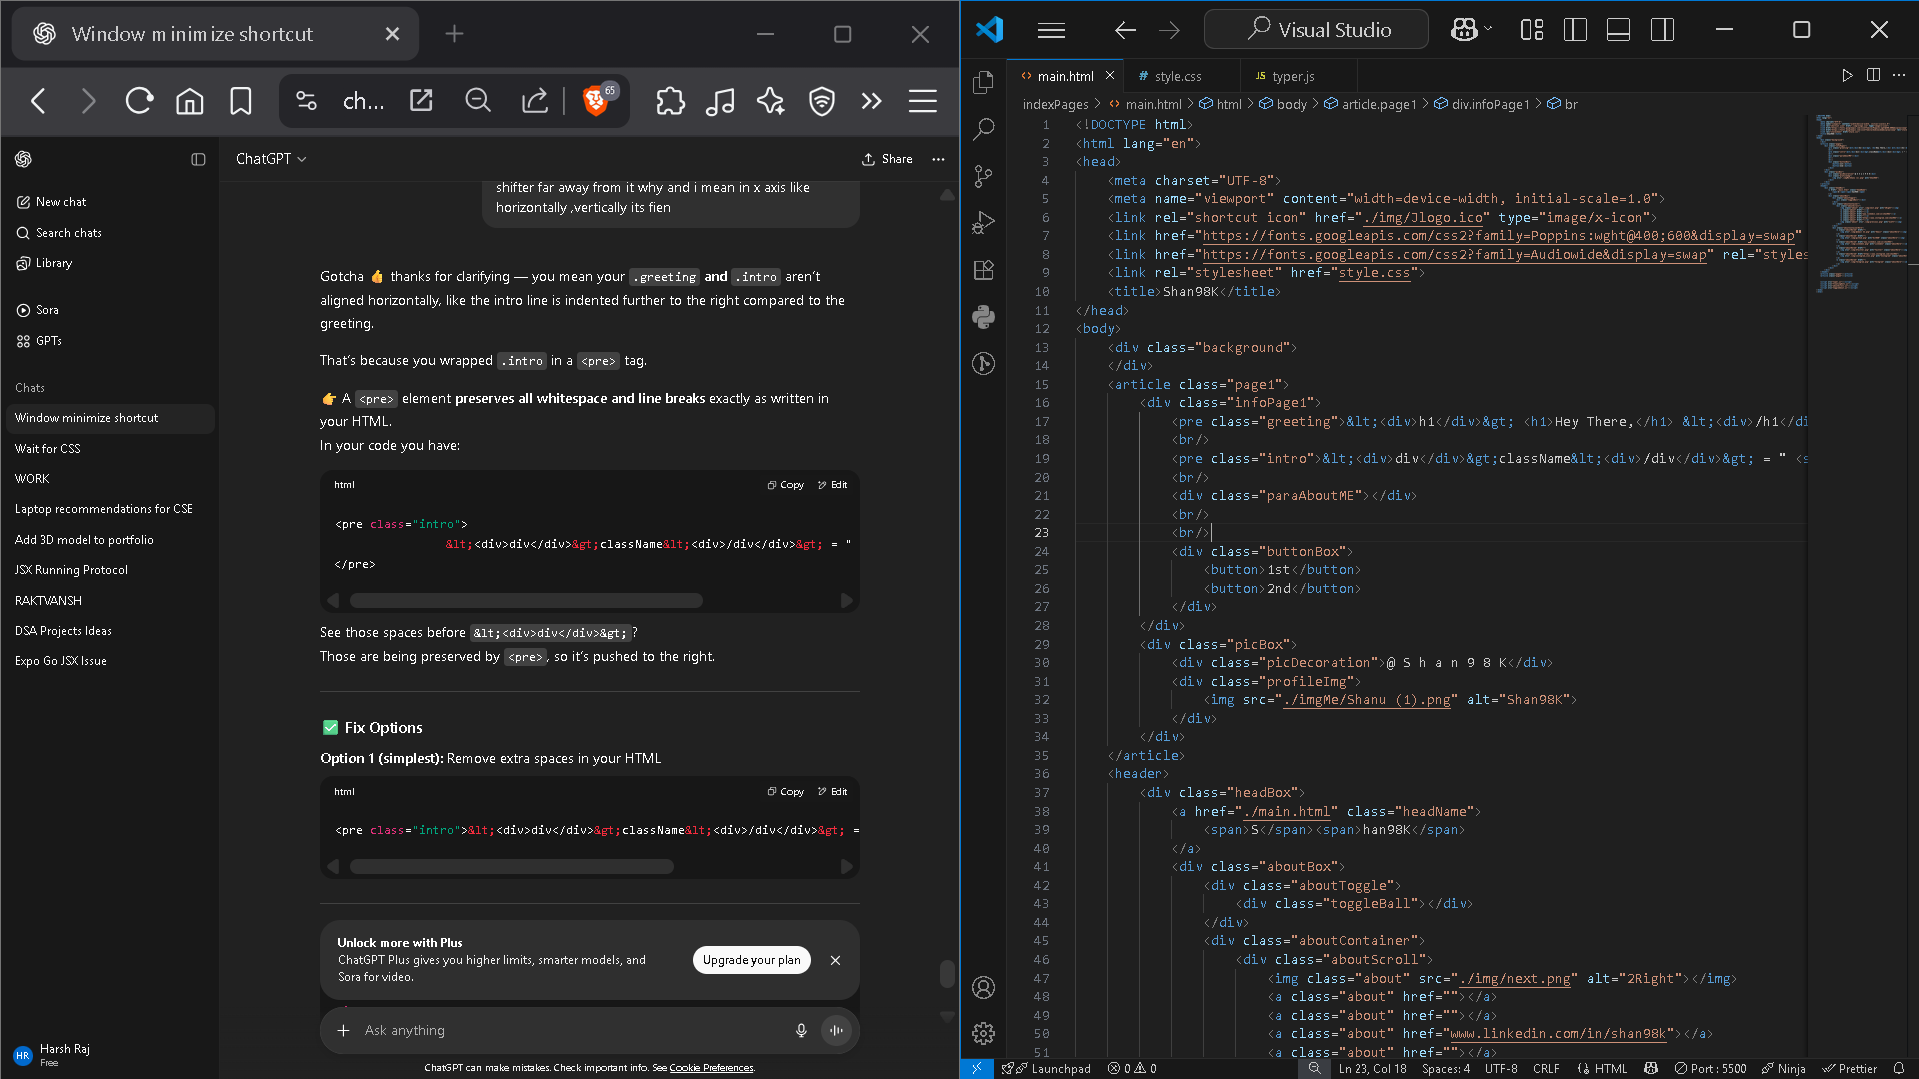 Window minimize shortcut
ch...
65
ChatGPT
Share
New chat
Search chats
Library
Sora
GPTs
Chats
Window minimize shortcut
Wait for CSS
WORK
Laptop recommendations for CSE
Add 3D model to portfolio
JSX Running Protocol
RAKTVANSH
DSA Projects Ideas
Expo Go JSX Issue
HR
Harsh Raj
Free
shifter far away from it why and i mean in x axis like
horizontally ,vertically its fien
Gotcha 👍 thanks for clarifying — you mean your .greeting and .intro aren't
aligned horizontally, like the intro line is indented further to the right compared to the
greeting.
That's because you wrapped .intro in a <pre> tag.
👉 A <pre> element preserves all whitespace and line breaks exactly as written in
your HTML.
In your code you have:
html
Copy
Edit
<pre class="intro">
&lt;<div>div</div>&gt;className&lt;<div>/div</div>&gt; = "
</pre>
See those spaces before &lt;<div>div</div>&gt; ?
Those are being preserved by <pre>, so it's pushed to the right.
✅ Fix Options
Option 1 (simplest): Remove extra spaces in your HTML
html
Copy
Edit
<pre class="intro">&lt;<div>div</div>&gt;className&lt;<div>/div</div>&gt; =
Unlock more with Plus
ChatGPT Plus gives you higher limits, smarter models, and
Sora for video.
Upgrade your plan
Ask anything
ChatGPT can make mistakes. Check important info. See Cookie Preferences.
Visual Studio
main.html
# style.css
JS typer.js
indexPages > main.html > html > body > article.page1 > div.infoPage1 > br
1 <!DOCTYPE html>
2 <html lang="en">
3 <head>
4 <meta charset="UTF-8">
5 <meta name="viewport" content="width=device-width, initial-scale=1.0">
6 <link rel="shortcut icon" href="./img/Jlogo.ico" type="image/x-icon">
7 <link href="https://fonts.googleapis.com/css2?family=Poppins:wght@400;600&display=swap"
8 <link href="https://fonts.googleapis.com/css2?family=Audiowide&display=swap" rel="styles
9 <link rel="stylesheet" href="style.css">
10 <title>Shan98K</title>
11 </head>
12 <body>
13 <div class="background">
14 </div>
15 <article class="page1">
16 <div class="infoPage1">
17 <pre class="greeting">&lt;<div>h1</div>&gt; <h1>Hey There,</h1> &lt;<div>/h1</di
18 <br/>
19 <pre class="intro">&lt;<div>div</div>&gt;className&lt;<div>/div</div>&gt; = " <s
20 <br/>
21 <div class="paraAboutME"></div>
22 <br/>
23 <br/>
24 <div class="buttonBox">
25 <button>1st</button>
26 <button>2nd</button>
27 </div>
28 </div>
29 <div class="picBox">
30 <div class="picDecoration">@ S h a n 9 8 K</div>
31 <div class="profileImg">
32 <img src="./imgMe/Shanu (1).png" alt="Shan98K">
33 </div>
34 </div>
35 </article>
36 <header>
37 <div class="headBox">
38 <a href="./main.html" class="headName">
39 <span>S</span><span>han98K</span>
40 </a>
41 <div class="aboutBox">
42 <div class="aboutToggle">
43 <div class="toggleBall"></div>
44 </div>
45 <div class="aboutContainer">
46 <div class="aboutScroll">
47 <img class="about" src="./img/next.png" alt="2Right"></img>
48 <a class="about" href=""></a>
49 <a class="about" href=""></a>
50 <a class="about" href="www.linkedin.com/in/shan98k"></a>
51 <a class="about" href=""></a>
Launchpad
0
0
Ln 23, Col 18
Spaces: 4
UTF-8
CRLF
HTML
Port : 5500
Ninja
Prettier